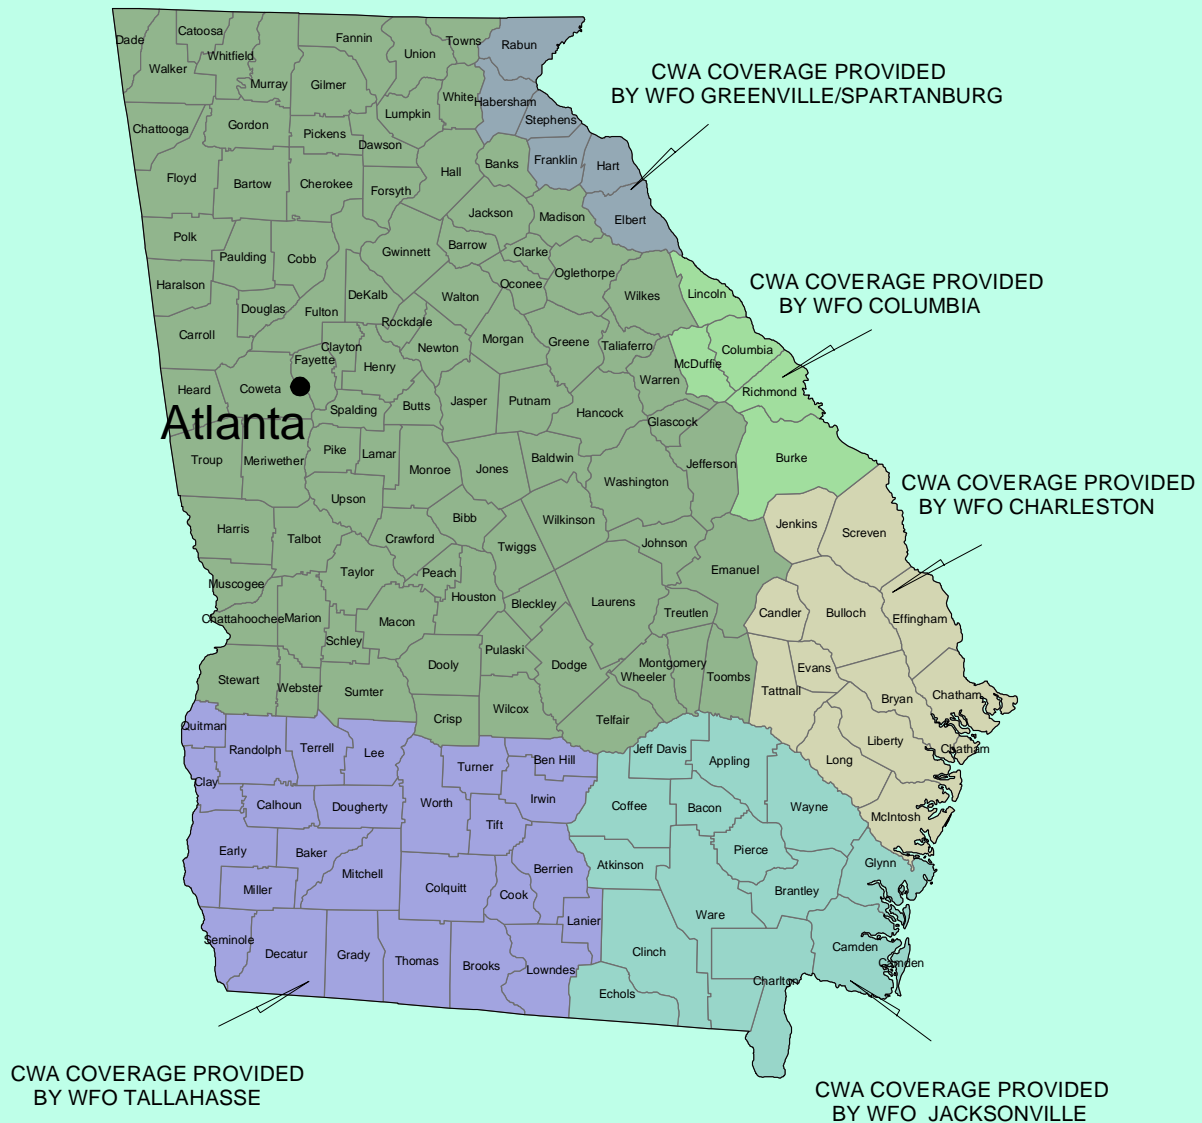 Dade
Catoosa
Whitfield
Walker
Murray
Fannin
Gilmer
Union
Towns
Rabun
White
Habersham
Stephens
Lumpkin
Chattooga
Gordon
Pickens
Dawson
Floyd
Bartow
Cherokee
Forsyth
Hall
Banks
Franklin
Hart
Elbert
CWA COVERAGE PROVIDED
BY WFO GREENVILLE/SPARTANBURG
Jackson
Madison
Polk
Paulding
Cobb
Gwinnett
Barrow
Clarke
Oconee
Oglethorpe
Wilkes
Lincoln
CWA COVERAGE PROVIDED
BY WFO COLUMBIA
Haralson
Douglas
Fulton
DeKalb
Rockdale
Walton
Carroll
Clayton
Fayette
Henry
Newton
Morgan
Greene
Taliaferro
McDuffie
Columbia
Richmond
Warren
Heard
Coweta
Atlanta
Spalding
Butts
Jasper
Putnam
Hancock
Glascock
Troup
Meriwether
Pike
Lamar
Monroe
Jones
Baldwin
Washington
Jefferson
Burke
CWA COVERAGE PROVIDED
BY WFO CHARLESTON
Upson
Harris
Talbot
Crawford
Bibb
Twiggs
Wilkinson
Johnson
Emanuel
Jenkins
Screven
Muscogee
Taylor
Peach
Houston
Bleckley
Laurens
Treutlen
Candler
Bulloch
Effingham
Chattahoochee
Marion
Schley
Macon
Dooly
Pulaski
Dodge
Wheeler
Montgomery
Toombs
Tattnall
Evans
Bryan
Chatham
Chatham
Stewart
Webster
Sumter
Crisp
Wilcox
Telfair
Liberty
Long
McIntosh
Quitman
Randolph
Terrell
Lee
Turner
Ben Hill
Jeff Davis
Appling
Clay
Calhoun
Dougherty
Worth
Irwin
Tift
Coffee
Bacon
Wayne
Early
Baker
Mitchell
Miller
Colquitt
Cook
Berrien
Lanier
Atkinson
Pierce
Brantley
Glynn
Ware
Seminole
Decatur
Grady
Thomas
Brooks
Lowndes
Clinch
Echols
Charlton
Camden
Camden
CWA COVERAGE PROVIDED
BY WFO TALLAHASSE
CWA COVERAGE PROVIDED
BY WFO JACKSONVILLE